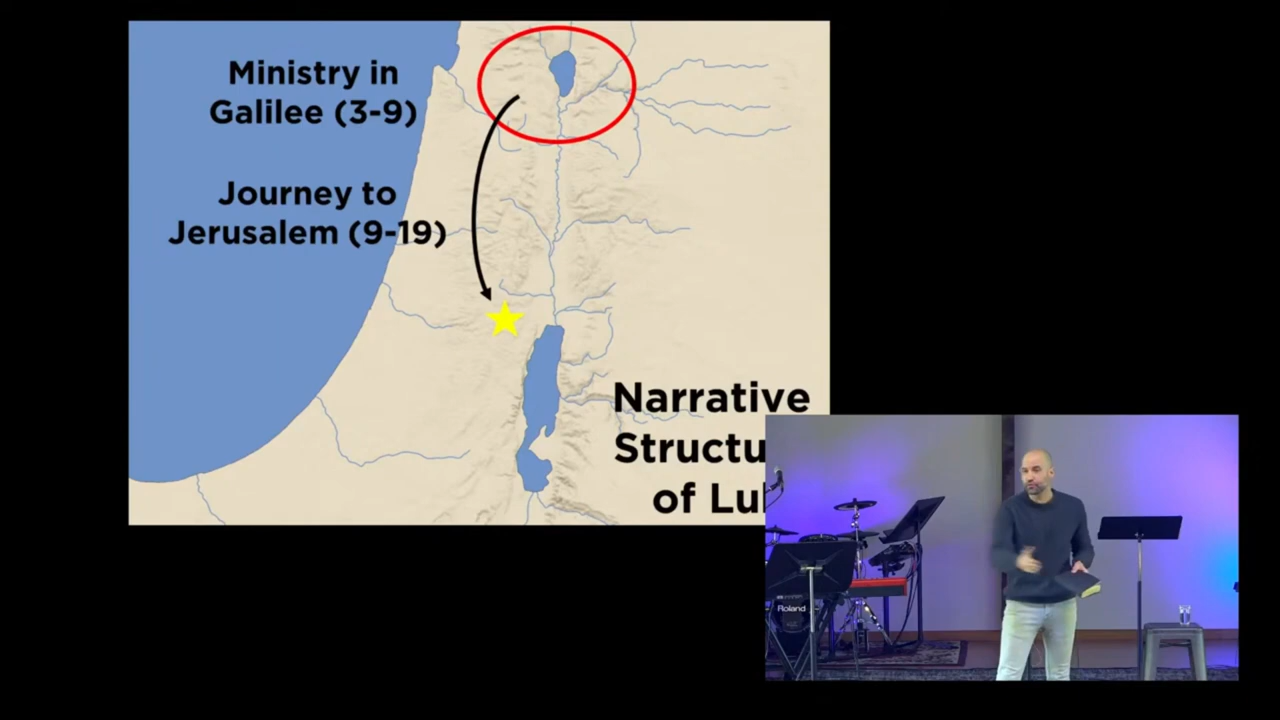 Ministry in
Galilee (3-9)
Journey to
Jerusalem (9-19)
Narrative
Structu
of Lu
Roland